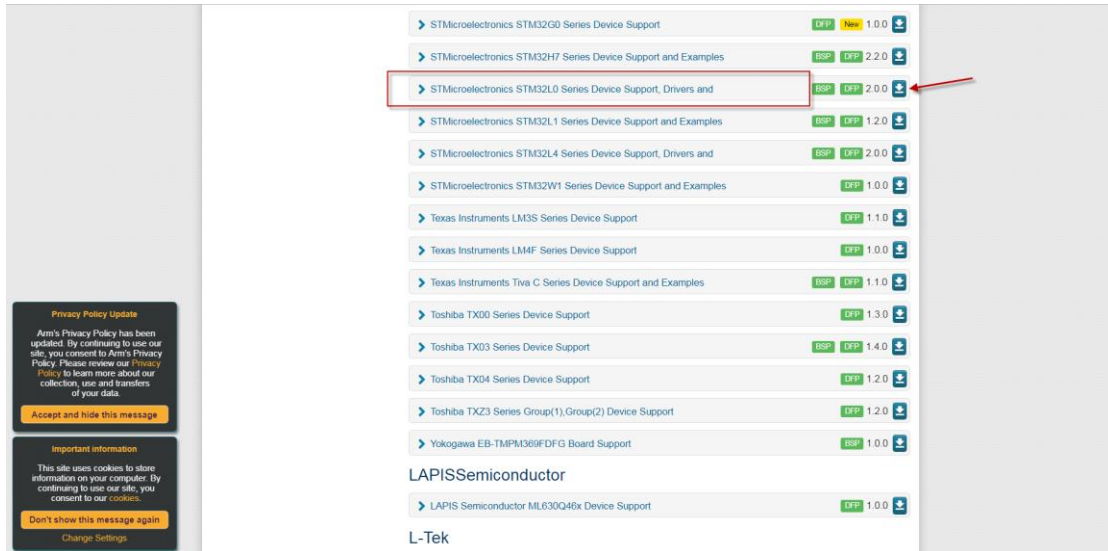 STMicroelectronics STM32G0 Series Device Support DFP New 1.0.0
STMicroelectronics STM32H7 Series Device Support and Examples BSP DFP 2.2.0
STMicroelectronics STM32L0 Series Device Support, Drivers and BSP DFP 2.0.0
STMicroelectronics STM32L1 Series Device Support and Examples BSP DFP 1.2.0
STMicroelectronics STM32L4 Series Device Support, Drivers and BSP DFP 2.0.0
STMicroelectronics STM32W1 Series Device Support and Examples DFP 1.0.0
Texas Instruments LM3S Series Device Support DFP 1.1.0
Texas Instruments LM4F Series Device Support DFP 1.0.0
Texas Instruments Tiva C Series Device Support and Examples BSP DFP 1.1.0
Toshiba TX00 Series Device Support DFP 1.3.0
Toshiba TX03 Series Device Support BSP DFP 1.4.0
Toshiba TX04 Series Device Support DFP 1.2.0
Toshiba TXZ3 Series Group(1),Group(2) Device Support DFP 1.2.0
Yokogawa EB-TMPM369FDFG Board Support BSP 1.0.0
LAPISSemiconductor
LAPIS Semiconductor ML630Q46x Device Support DFP 1.0.0
L-Tek
Privacy Policy Update
Arm's Privacy Policy has been
updated. By continuing to use our
site, you consent to Arm's Privacy
Policy. Please review our Privacy
Policy to learn more about our
collection, use and transfers
of your data.
Accept and hide this message
Important information
This site uses cookies to store
information on your computer. By
continuing to use our site, you
consent to our cookies.
Don't show this message again
Change Settings